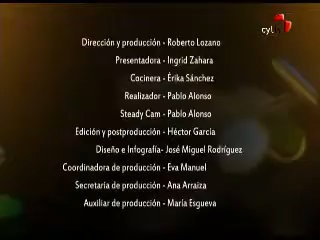 cyl
Dirección y producción - Roberto Lozano
Presentadora - Ingrid Zahara
Cocinera - Érika Sánchez
Realizador - Pablo Alonso
Steady Cam - Pablo Alonso
Edición y postproducción - Héctor García
Diseño e Infografía- José Miguel Rodríguez
Coordinadora de producción - Eva Manuel
Secretaría de producción - Ana Arraiza
Auxiliar de producción - María Esgueva